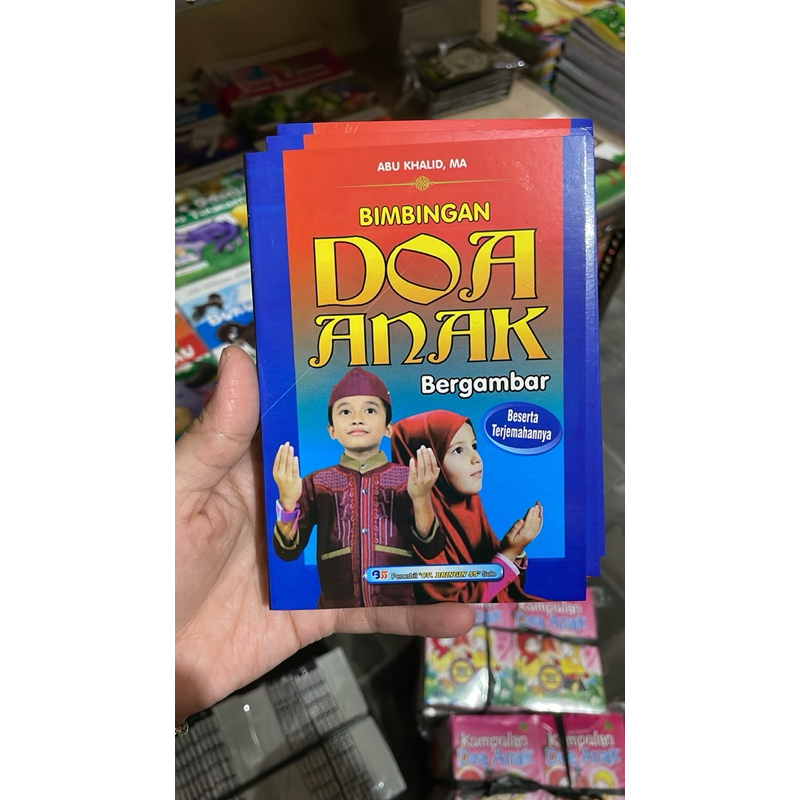 ABU KHALID, MA
BIMBINGAN
DOA
ANAK
Bergambar
Beserta
Terjemahannya
Penerbit "CV. BRINGIN 55" Solo
Kumpulan
Doa Anak
Kumpulan
Doa Anak
Kumpulan
Doa Anak